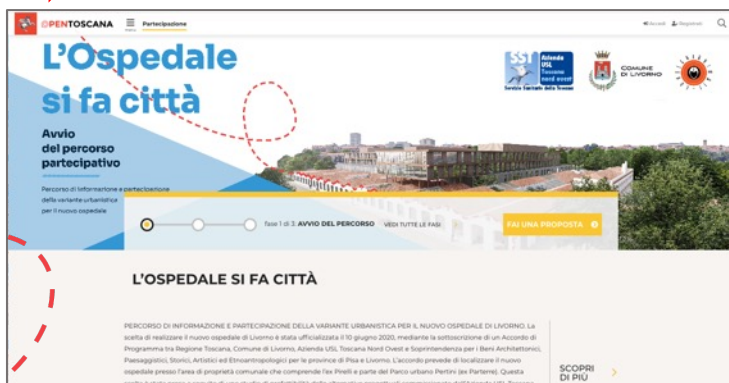 OPENTOSCANA
menu
Partecipazione
Accedi
Registrati
L'Ospedale
si fa città
SST Azienda
USL
Toscana
nord ovest
Servizio Sanitario della Toscana
COMUNE
DI LIVORNO
Avvio
del percorso
partecipativo
Percorso di informazione e partecipazione
della variante urbanistica
per il nuovo ospedale
fase 1 di 3 AVVIO DEL PERCORSO
VEDI TUTTE LE FASI
FAI UNA PROPOSTA
L'OSPEDALE SI FA CITTÀ
PERCORSO DI INFORMAZIONE E PARTECIPAZIONE DELLA VARIANTE URBANISTICA PER IL NUOVO OSPEDALE DI LIVORNO. La
scelta di realizzare il nuovo ospedale di Livorno è stata ufficializzata il 10 giugno 2020, mediante la sottoscrizione di un Accordo di
Programma tra Regione Toscana, Comune di Livorno, Azienda USL Toscana Nord Ovest e Soprintendenza per i Beni Architettonici,
Paesaggistici, Storici, Artistici ed Etnoantropologici per le province di Pisa e Livorno. L'accordo prevede di localizzare il nuovo
ospedale presso l'area di proprietà comunale che comprende l'ex Pirelli e parte del Parco urbano Pertini (ex Parterre). Questa
SCOPRI
DI PIÙ